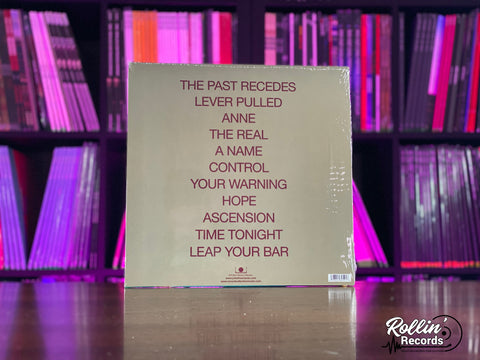 THE PAST RECEDES
LEVER PULLED
ANNE
THE REAL
A NAME
CONTROL
YOUR WARNING
HOPE
ASCENSION
TIME TONIGHT
LEAP YOUR BAR
Rollin'
Records